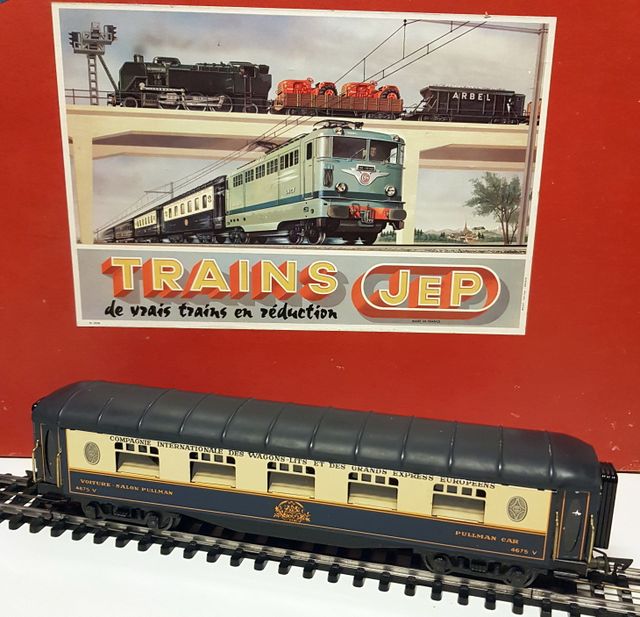 ARBEL
TRAINS JEP
de vrais trains en réduction
MADE IN FRANCE
COMPAGNIE INTERNATIONALE DES WAGONS-LITS ET DES GRANDS EXPRESS EUROPEENS
VOITURE-SALON PULLMAN
4675 V
PULLMAN CAR
4675 V